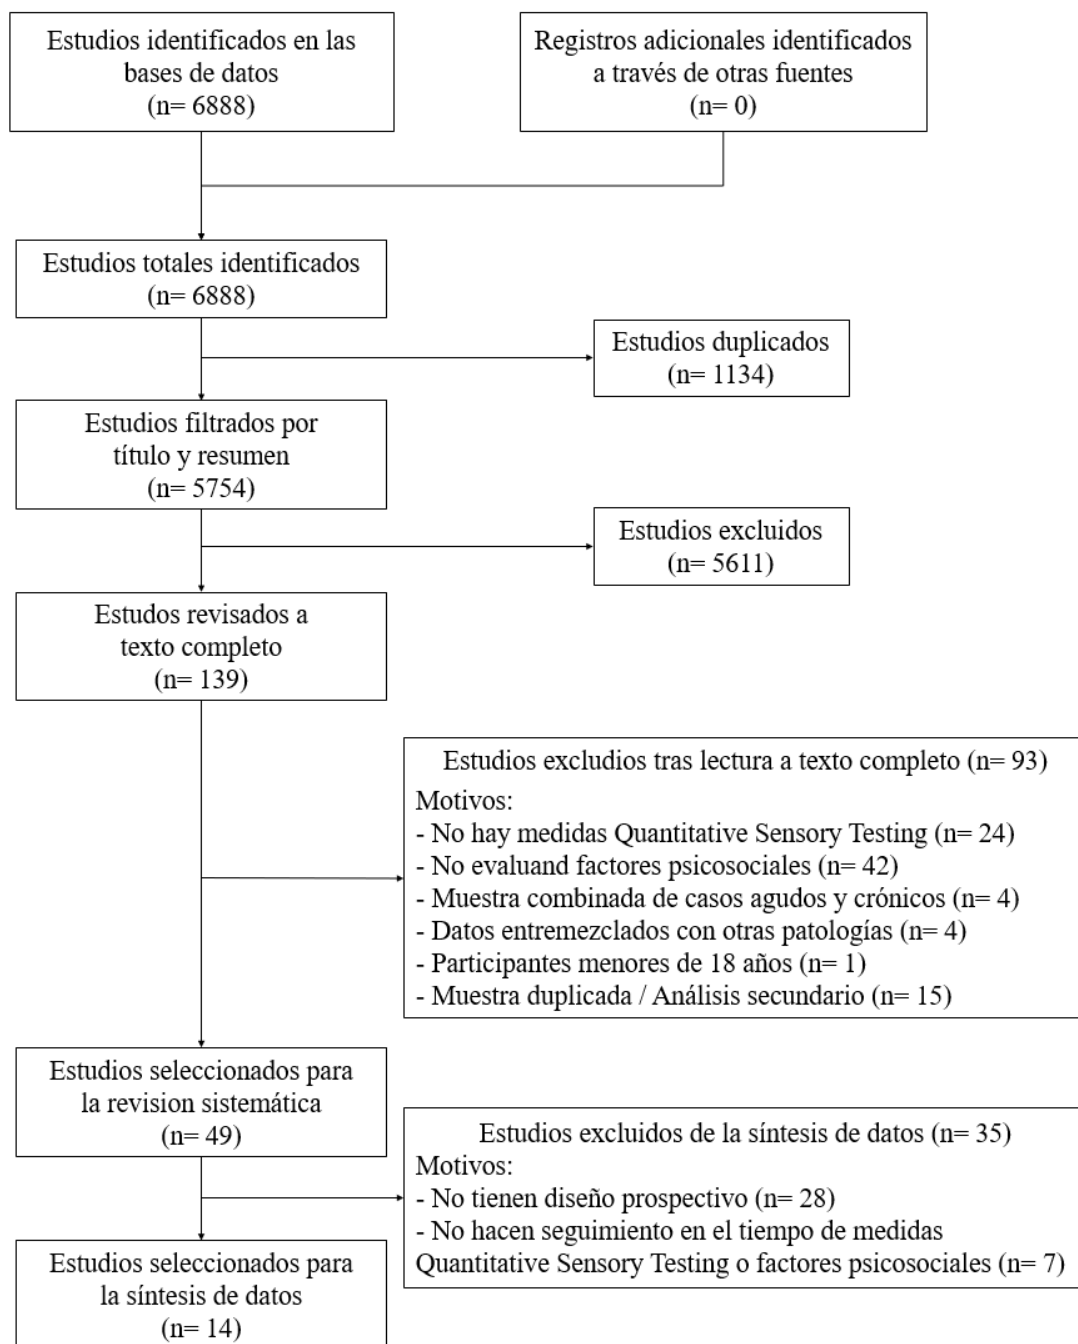 Estudios identificados en las
bases de datos
(n= 6888)
Registros adicionales identificados
a través de otras fuentes
(n= 0)
Estudios totales identificados
(n= 6888)
Estudios duplicados
(n= 1134)
Estudios filtrados por
título y resumen
(n= 5754)
Estudios excluidos
(n= 5611)
Estudos revisados a
texto completo
(n= 139)
Estudios excludios tras lectura a texto completo (n= 93)
Motivos:
- No hay medidas Quantitative Sensory Testing (n= 24)
- No evaluand factores psicosociales (n= 42)
- Muestra combinada de casos agudos y crónicos (n= 4)
- Datos entremezclados con otras patologías (n= 4)
- Participantes menores de 18 años (n= 1)
- Muestra duplicada / Análisis secundario (n= 15)
Estudios seleccionados para
la revision sistemática
(n= 49)
Estudios excluidos de la síntesis de datos (n= 35)
Motivos:
- No tienen diseño prospectivo (n= 28)
- No hacen seguimiento en el tiempo de medidas
Quantitative Sensory Testing o factores psicosociales (n= 7)
Estudios seleccionados para
la síntesis de datos
(n= 14)